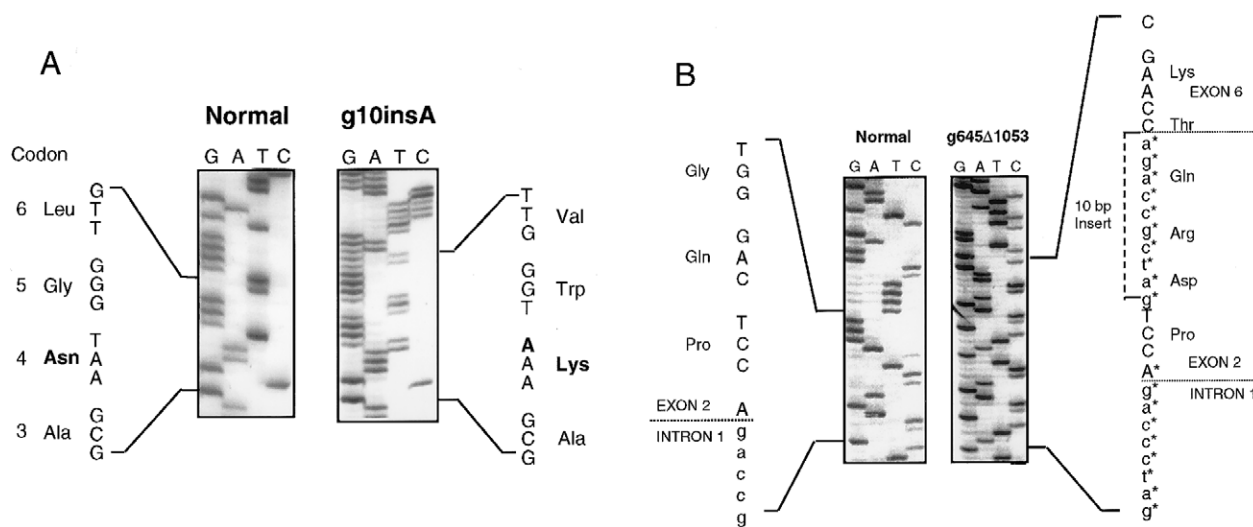 A
Normal
g10insA
Codon
G A T C
G A T C
G
6 Leu T
T
G
5 Gly G
G
T
4 Asn A
A
G
3 Ala C
G
T
T Val
G
G
G Trp
T
A
A Lys
A
G
C Ala
G
B
Normal
g645Δ1053
G A T C
G A T C
T
Gly G
G
G
Gln A
C
T
Pro C
C
EXON 2 A
INTRON 1 g
a
c
c
g
C
G
A Lys
A EXON 6
C
C Thr
a*
g*
a* Gln
c*
10 bp
Insert
c*
g* Arg
c*
t*
a* Asp
g*
T
C Pro
C EXON 2
A*
g* INTRON 1
a*
c*
c*
c*
t*
a*
g*